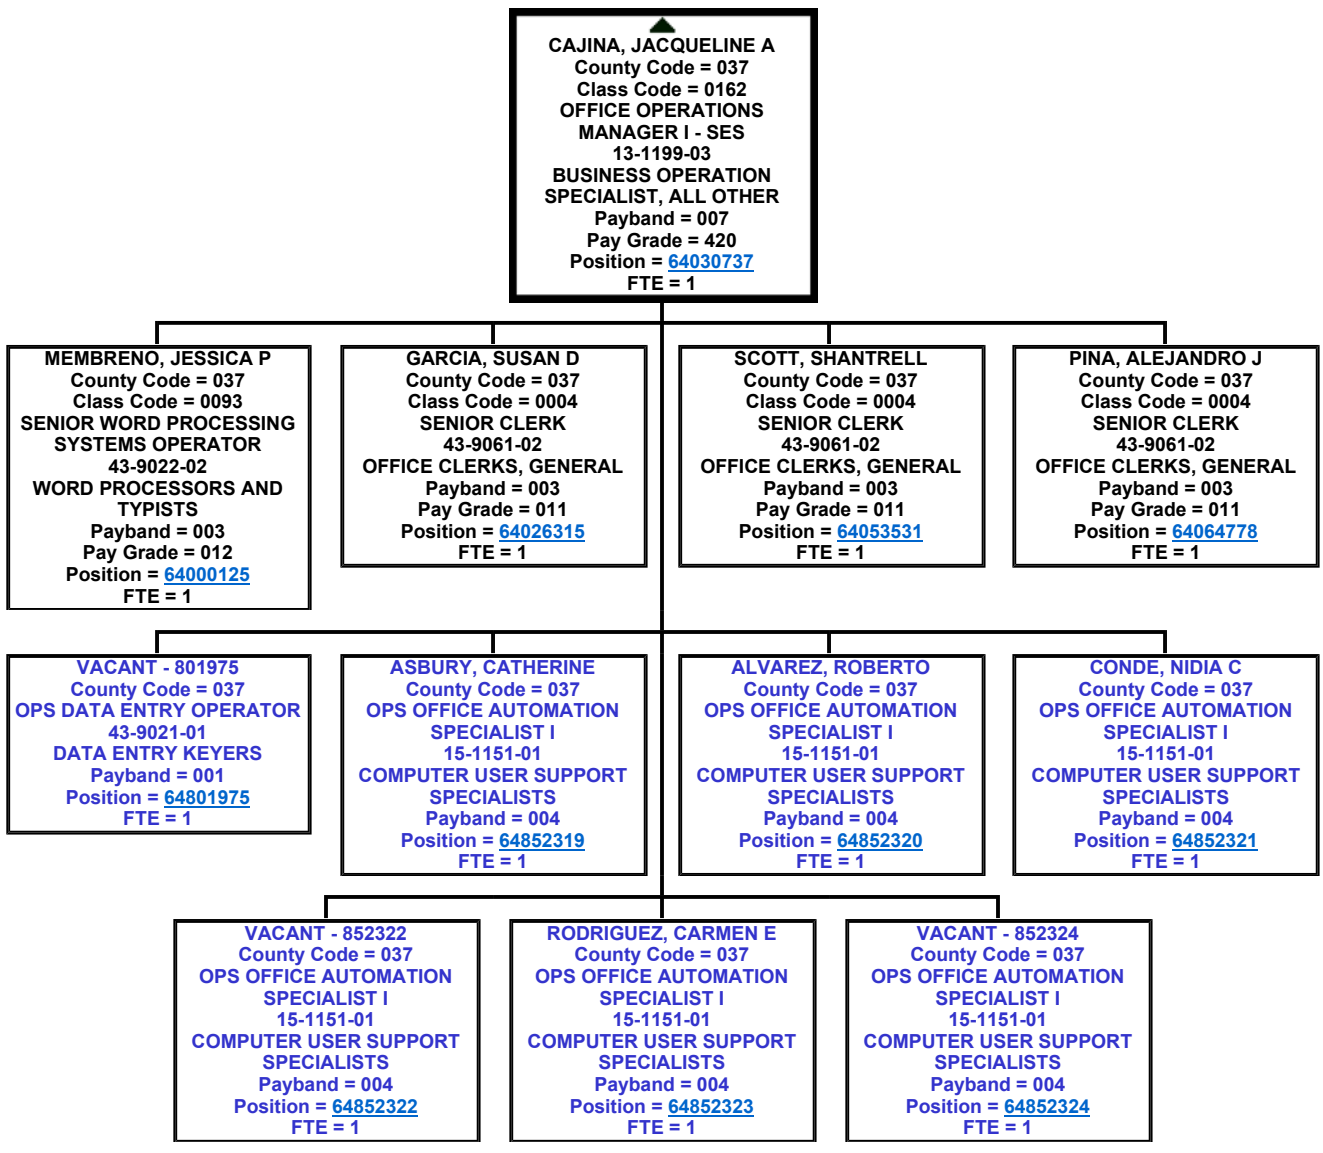 CAJINA, JACQUELINE A
County Code = 037
Class Code = 0162
OFFICE OPERATIONS
MANAGER I - SES
13-1199-03
BUSINESS OPERATION
SPECIALIST, ALL OTHER
Payband = 007
Pay Grade = 420
Position = 64030737
FTE = 1
MEMBRENO, JESSICA P
County Code = 037
Class Code = 0093
SENIOR WORD PROCESSING
SYSTEMS OPERATOR
43-9022-02
WORD PROCESSORS AND
TYPISTS
Payband = 003
Pay Grade = 012
Position = 64000125
FTE = 1
GARCIA, SUSAN D
County Code = 037
Class Code = 0004
SENIOR CLERK
43-9061-02
OFFICE CLERKS, GENERAL
Payband = 003
Pay Grade = 011
Position = 64026315
FTE = 1
SCOTT, SHANTRELL
County Code = 037
Class Code = 0004
SENIOR CLERK
43-9061-02
OFFICE CLERKS, GENERAL
Payband = 003
Pay Grade = 011
Position = 64053531
FTE = 1
PINA, ALEJANDRO J
County Code = 037
Class Code = 0004
SENIOR CLERK
43-9061-02
OFFICE CLERKS, GENERAL
Payband = 003
Pay Grade = 011
Position = 64064778
FTE = 1
VACANT - 801975
County Code = 037
OPS DATA ENTRY OPERATOR
43-9021-01
DATA ENTRY KEYERS
Payband = 001
Position = 64801975
FTE = 1
ASBURY, CATHERINE
County Code = 037
OPS OFFICE AUTOMATION
SPECIALIST I
15-1151-01
COMPUTER USER SUPPORT
SPECIALISTS
Payband = 004
Position = 64852319
FTE = 1
ALVAREZ, ROBERTO
County Code = 037
OPS OFFICE AUTOMATION
SPECIALIST I
15-1151-01
COMPUTER USER SUPPORT
SPECIALISTS
Payband = 004
Position = 64852320
FTE = 1
CONDE, NIDIA C
County Code = 037
OPS OFFICE AUTOMATION
SPECIALIST I
15-1151-01
COMPUTER USER SUPPORT
SPECIALISTS
Payband = 004
Position = 64852321
FTE = 1
VACANT - 852322
County Code = 037
OPS OFFICE AUTOMATION
SPECIALIST I
15-1151-01
COMPUTER USER SUPPORT
SPECIALISTS
Payband = 004
Position = 64852322
FTE = 1
RODRIGUEZ, CARMEN E
County Code = 037
OPS OFFICE AUTOMATION
SPECIALIST I
15-1151-01
COMPUTER USER SUPPORT
SPECIALISTS
Payband = 004
Position = 64852323
FTE = 1
VACANT - 852324
County Code = 037
OPS OFFICE AUTOMATION
SPECIALIST I
15-1151-01
COMPUTER USER SUPPORT
SPECIALISTS
Payband = 004
Position = 64852324
FTE = 1